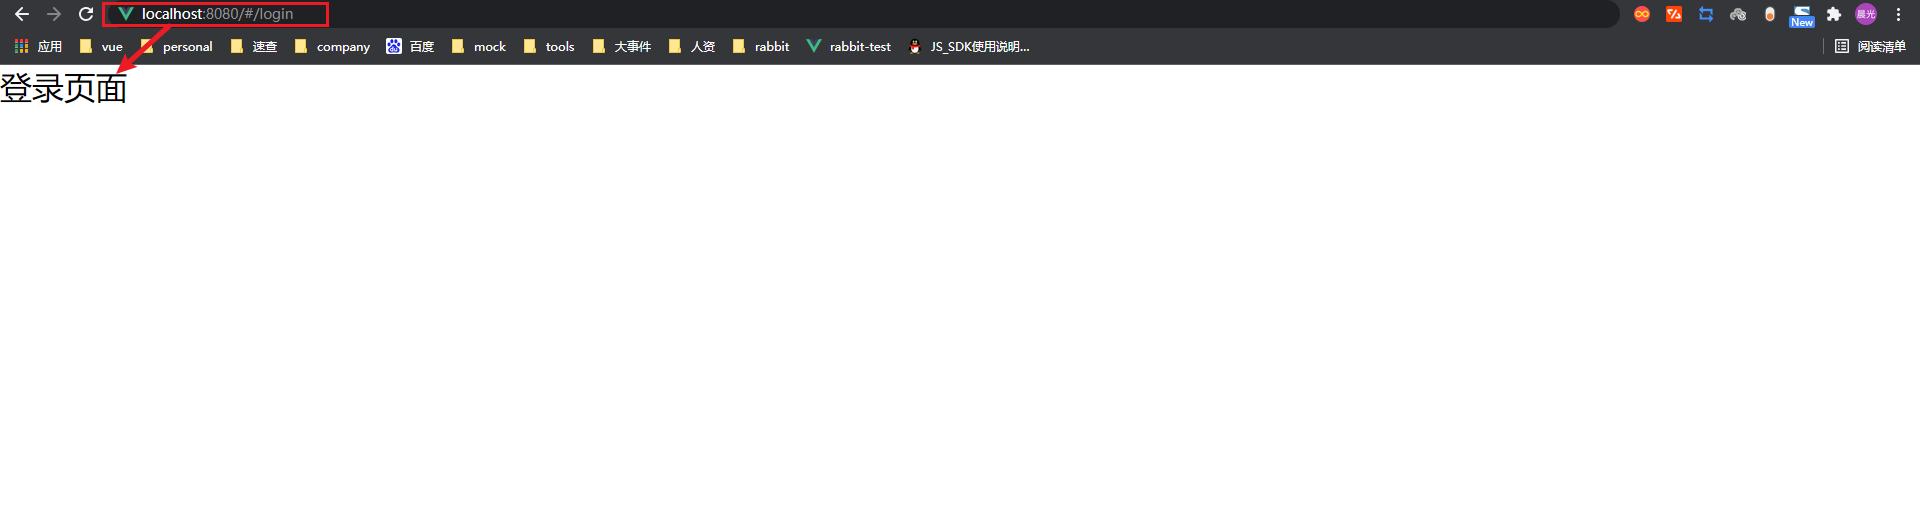 localhost:8080/#/login
晨光
New
应用 vue personal 速查 company 百度 mock tools 大事件 人资 rabbit rabbit-test JS_SDK使用说明... 阅读清单
登录页面